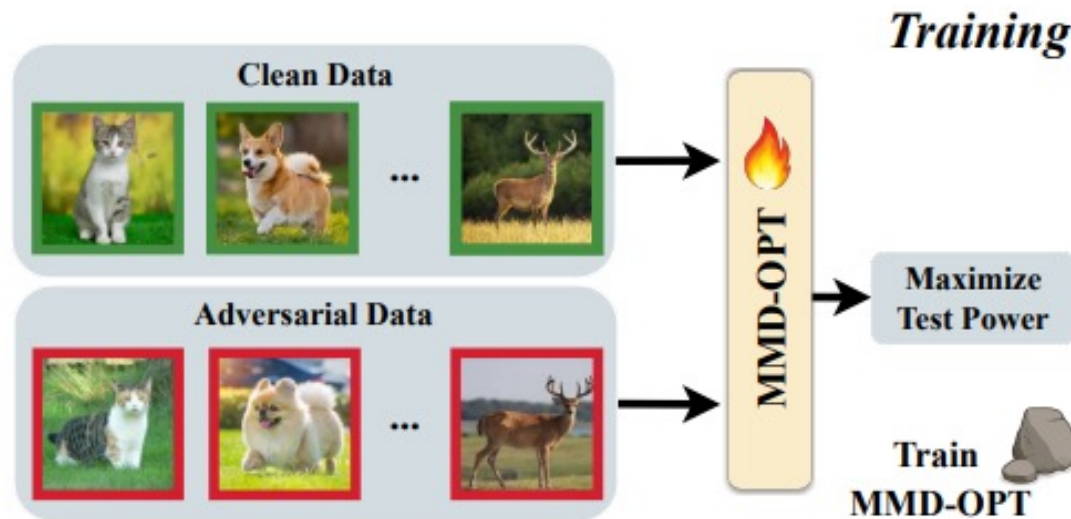 Training
Clean Data
...
Adversarial Data
...
MMD-OPT
Maximize
Test Power
Train
MMD-OPT